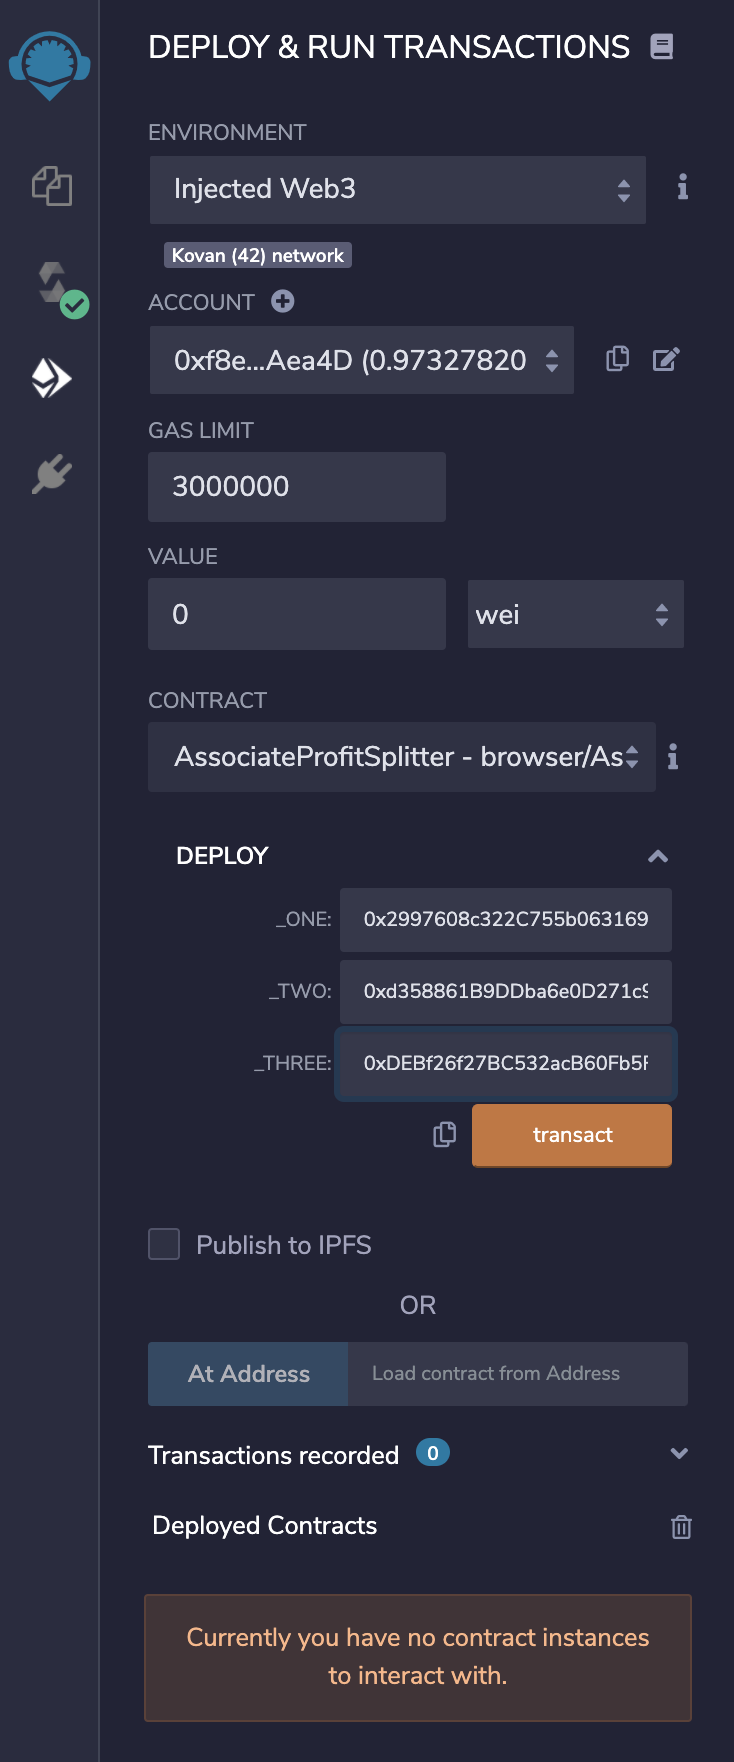 DEPLOY & RUN TRANSACTIONS
ENVIRONMENT
Injected Web3
Kovan (42) network
ACCOUNT
0xf8e...Aea4D (0.97327820
GAS LIMIT
3000000
VALUE
0 wei
CONTRACT
AssociateProfitSplitter - browser/As
DEPLOY
_ONE: 0x2997608c322C755b063169
_TWO: 0xd358861B9DDba6e0D271c9
_THREE: 0xDEBf26f27BC532acB60Fb5F
transact
Publish to IPFS
OR
At Address Load contract from Address
Transactions recorded 0
Deployed Contracts
Currently you have no contract instances
to interact with.